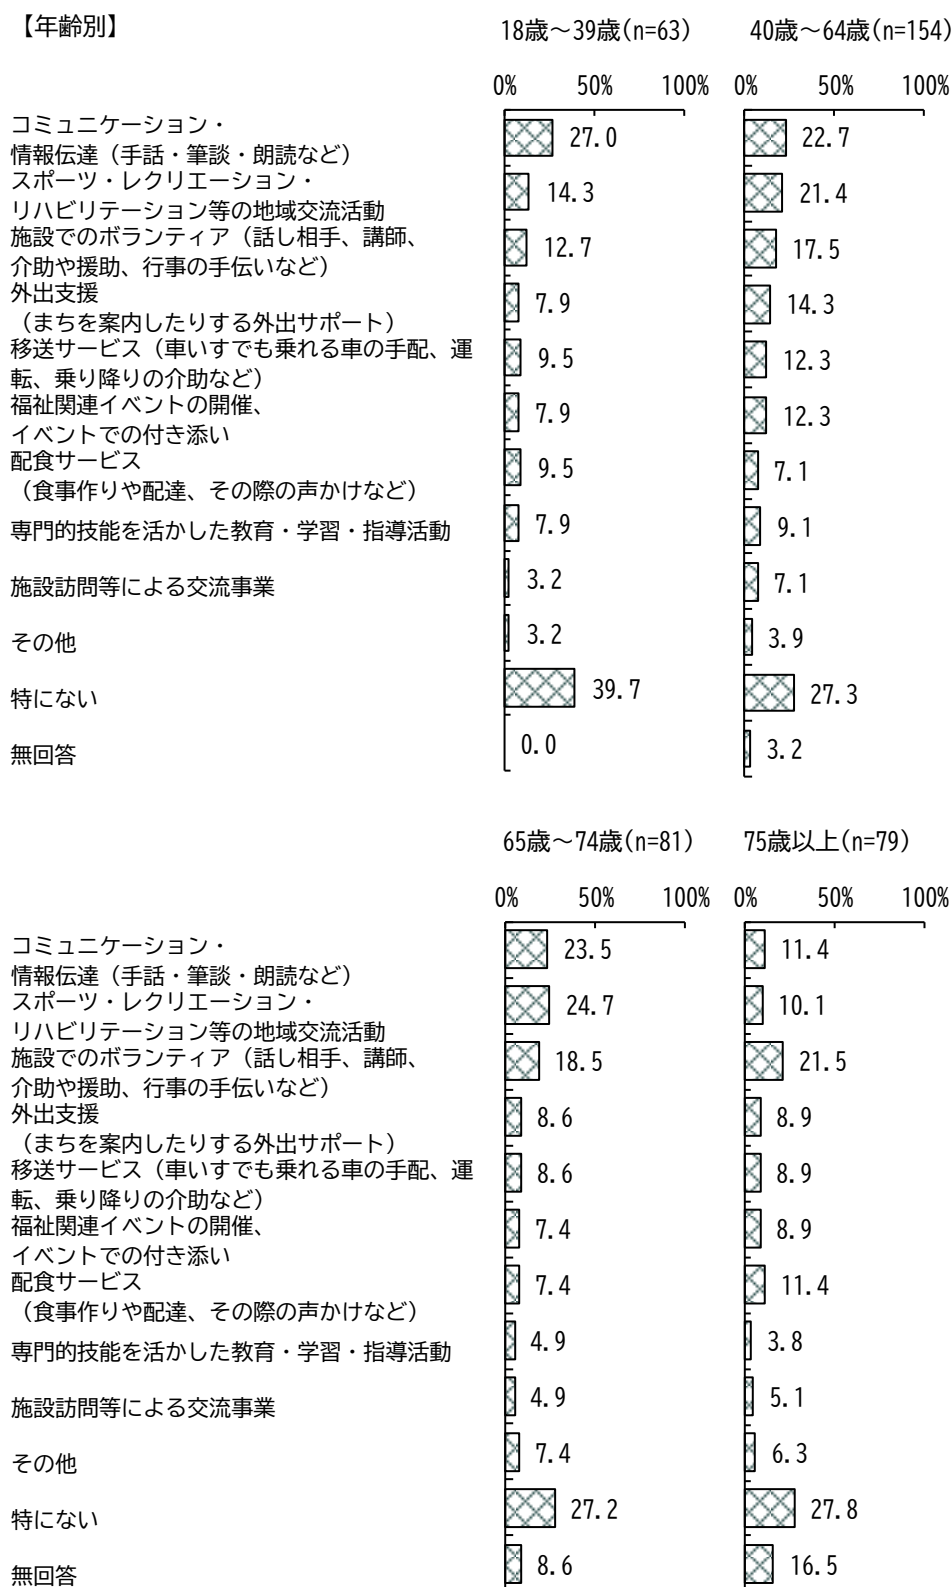 【年齢別】
18歳～39歳(n=63) 40歳～64歳(n=154)
0% 50% 100% 0% 50% 100%
コミュニケーション・
情報伝達（手話・筆談・朗読など） 27.0 22.7
スポーツ・レクリエーション・
リハビリテーション等の地域交流活動 14.3 21.4
施設でのボランティア（話し相手、講師、
介助や援助、行事の手伝いなど） 12.7 17.5
外出支援
（まちを案内したりする外出サポート） 7.9 14.3
移送サービス（車いすでも乗れる車の手配、運
転、乗り降りの介助など） 9.5 12.3
福祉関連イベントの開催、
イベントでの付き添い 7.9 12.3
配食サービス
（食事作りや配達、その際の声かけなど） 9.5 7.1
専門的技能を活かした教育・学習・指導活動 7.9 9.1
施設訪問等による交流事業 3.2 7.1
その他 3.2 3.9
特にない 39.7 27.3
無回答 0.0 3.2
65歳～74歳(n=81) 75歳以上(n=79)
0% 50% 100% 0% 50% 100%
コミュニケーション・
情報伝達（手話・筆談・朗読など） 23.5 11.4
スポーツ・レクリエーション・
リハビリテーション等の地域交流活動 24.7 10.1
施設でのボランティア（話し相手、講師、
介助や援助、行事の手伝いなど） 18.5 21.5
外出支援
（まちを案内したりする外出サポート） 8.6 8.9
移送サービス（車いすでも乗れる車の手配、運
転、乗り降りの介助など） 8.6 8.9
福祉関連イベントの開催、
イベントでの付き添い 7.4 8.9
配食サービス
（食事作りや配達、その際の声かけなど） 7.4 11.4
専門的技能を活かした教育・学習・指導活動 4.9 3.8
施設訪問等による交流事業 4.9 5.1
その他 7.4 6.3
特にない 27.2 27.8
無回答 8.6 16.5